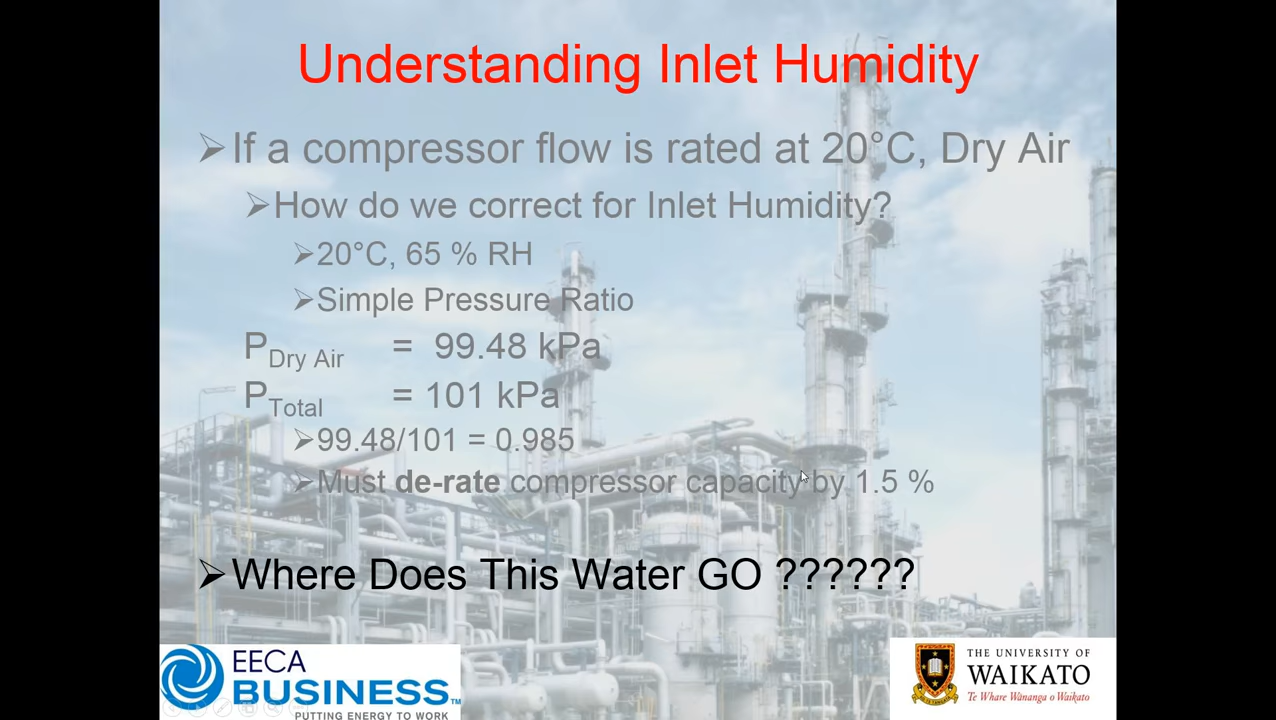 Understanding Inlet Humidity
➢If a compressor flow is rated at 20°C, Dry Air
➢How do we correct for Inlet Humidity?
➢20°C, 65 % RH
➢Simple Pressure Ratio
P Dry Air = 99.48 kPa
P Total = 101 kPa
➢99.48/101 = 0.985
➢Must de-rate compressor capacity by 1.5 %
➢Where Does This Water GO ??????
EECA
BUSINESS™
PUTTING ENERGY TO WORK
THE UNIVERSITY OF
WAIKATO
Te Whare Wānanga o Waikato